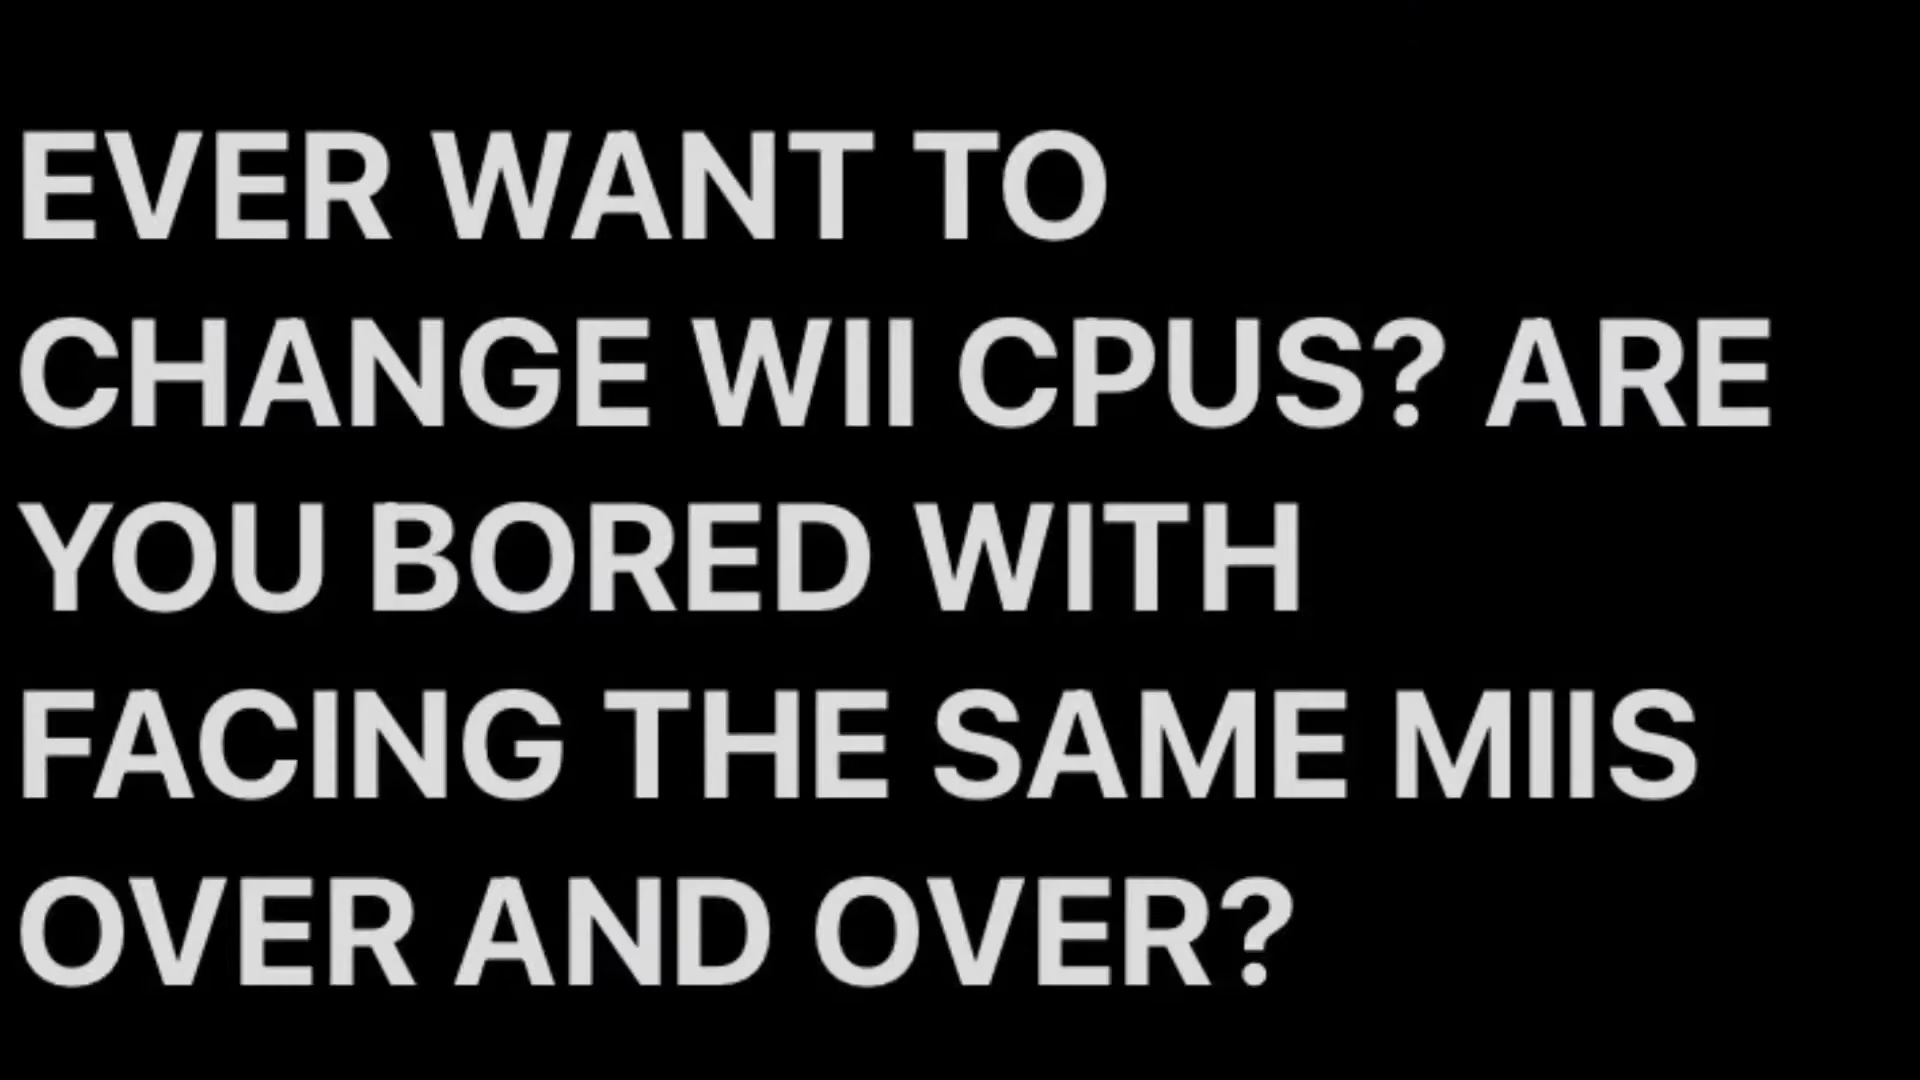 EVER WANT TO
CHANGE WII CPUS? ARE
YOU BORED WITH
FACING THE SAME MIIS
OVER AND OVER?